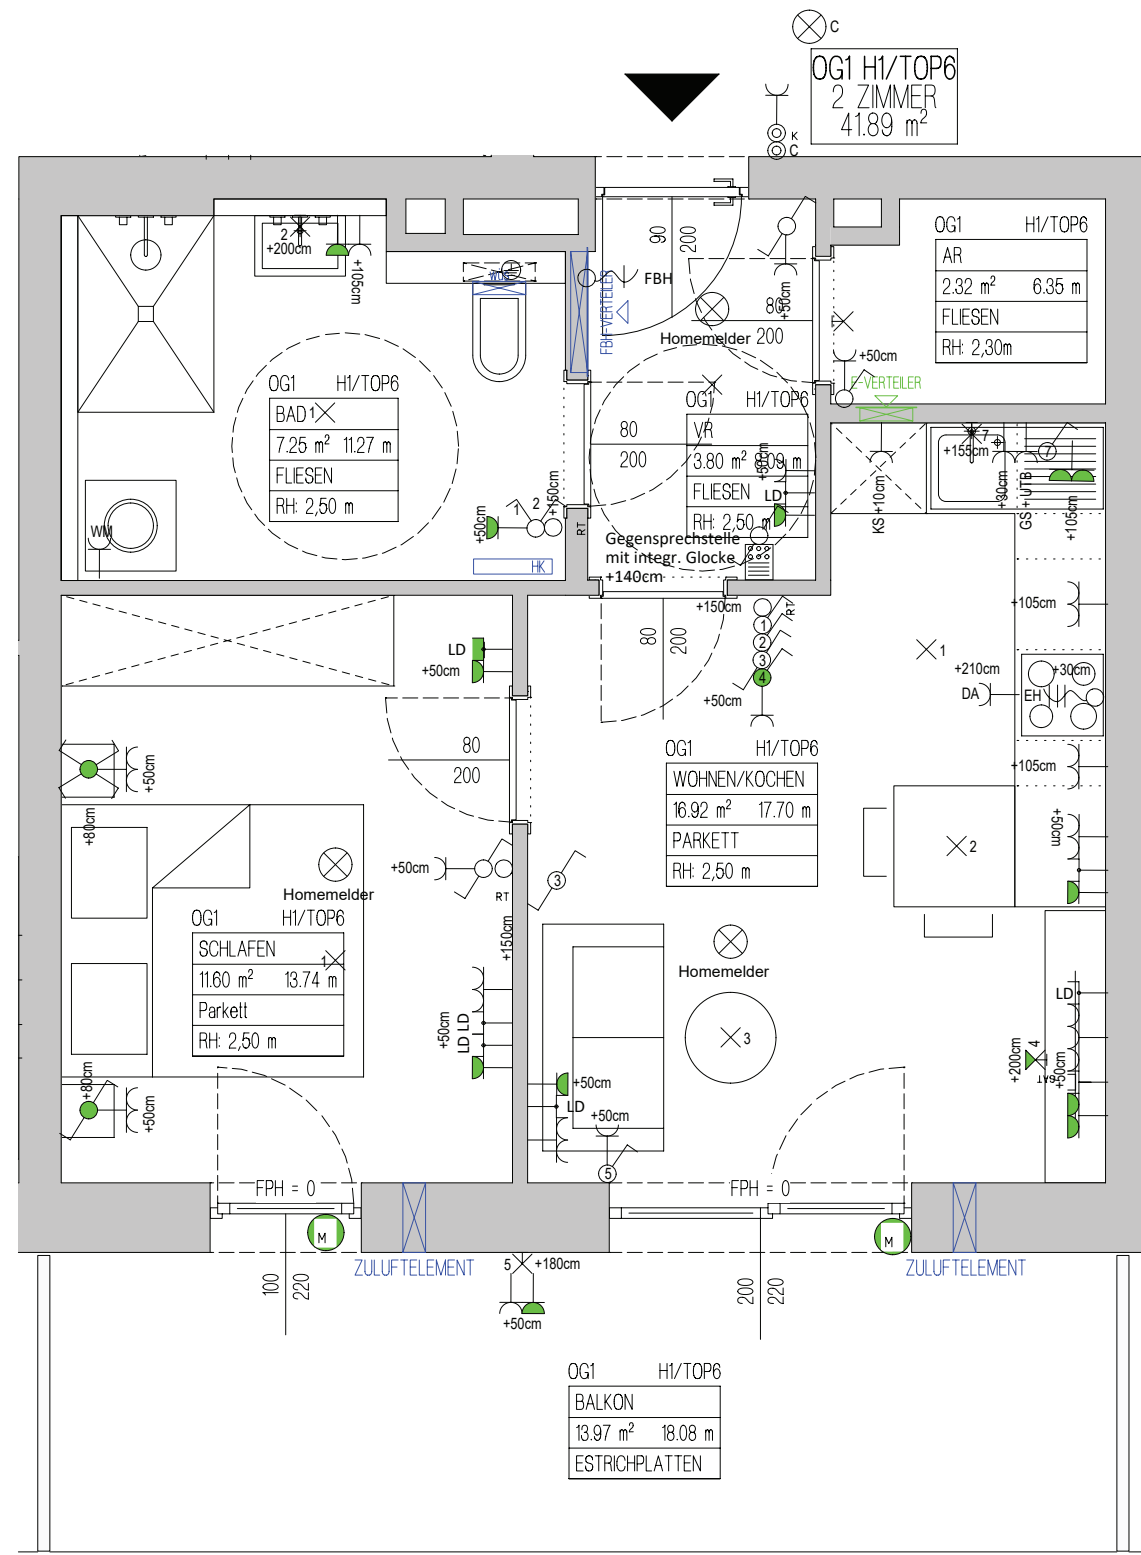 C
OG1 H1/TOP6
2 ZIMMER
41.89 m²
K
C
2
+200cm
+105cm
WC
FBH-VERTEILER
FBH
90
200
+50cm
80
200
Homemelder
OG1 H1/TOP6
AR
2.32 m² 6.35 m
FLIESEN
RH: 2,30m
+50cm
E-VERTEILER
OG1 H1/TOP6
BAD 1
7.25 m² 11.27 m
FLIESEN
RH: 2,50 m
80
200
OG1 H1/TOP6
VR
3.80 m² 8.09 m
FLIESEN
RH: 2,50 m
+50cm
LD
7
+155cm
7
KS +10cm
+30cm
GS + UTB
+105cm
WM
+50cm
1
2
+150cm
RT
HK
Gegensprechstelle
mit integr. Glocke
+140cm
+150cm
RT
1
2
3
4
+50cm
80
200
1
+105cm
+210cm
DA
EH
+30cm
LD
+50cm
80
200
OG1 H1/TOP6
WOHNEN/KOCHEN
16.92 m² 17.70 m
PARKETT
RH: 2,50 m
+105cm
+50cm
2
+50cm
+80cm
+50cm
RT
+150cm
3
Homemelder
OG1 H1/TOP6
SCHLAFEN
1
11.60 m² 13.74 m
Parkett
RH: 2,50 m
+50cm
LD LD
Homemelder
3
LD
4
+200cm
SAT
+50cm
+80cm
+50cm
+50cm
LD
+50cm
5
FPH = 0
FPH = 0
M
M
ZULUFTELEMENT
ZULUFTELEMENT
100
220
5
+180cm
+50cm
200
220
OG1 H1/TOP6
BALKON
13.97 m² 18.08 m
ESTRICHPLATTEN